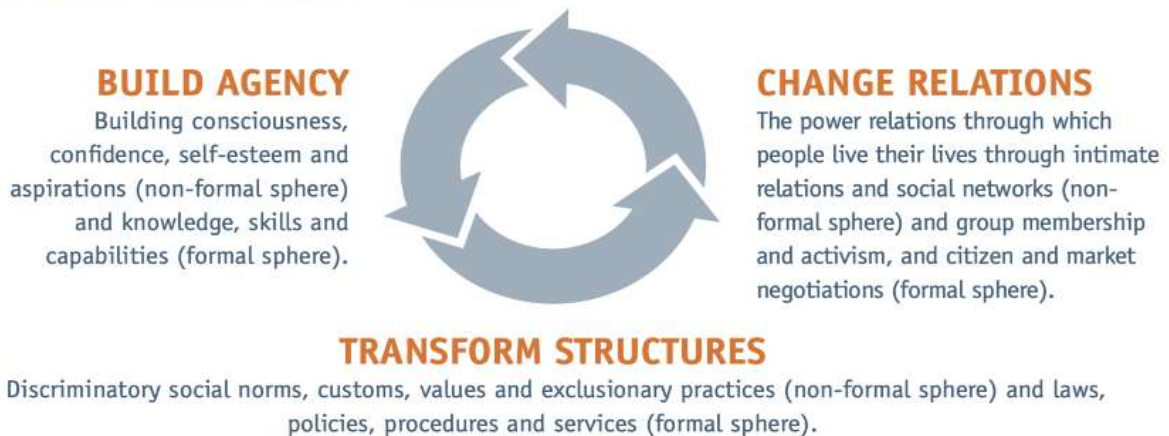 BUILD AGENCY
Building consciousness,
confidence, self-esteem and
aspirations (non-formal sphere)
and knowledge, skills and
capabilities (formal sphere).
CHANGE RELATIONS
The power relations through which
people live their lives through intimate
relations and social networks (non-
formal sphere) and group membership
and activism, and citizen and market
negotiations (formal sphere).
TRANSFORM STRUCTURES
Discriminatory social norms, customs, values and exclusionary practices (non-formal sphere) and laws,
policies, procedures and services (formal sphere).